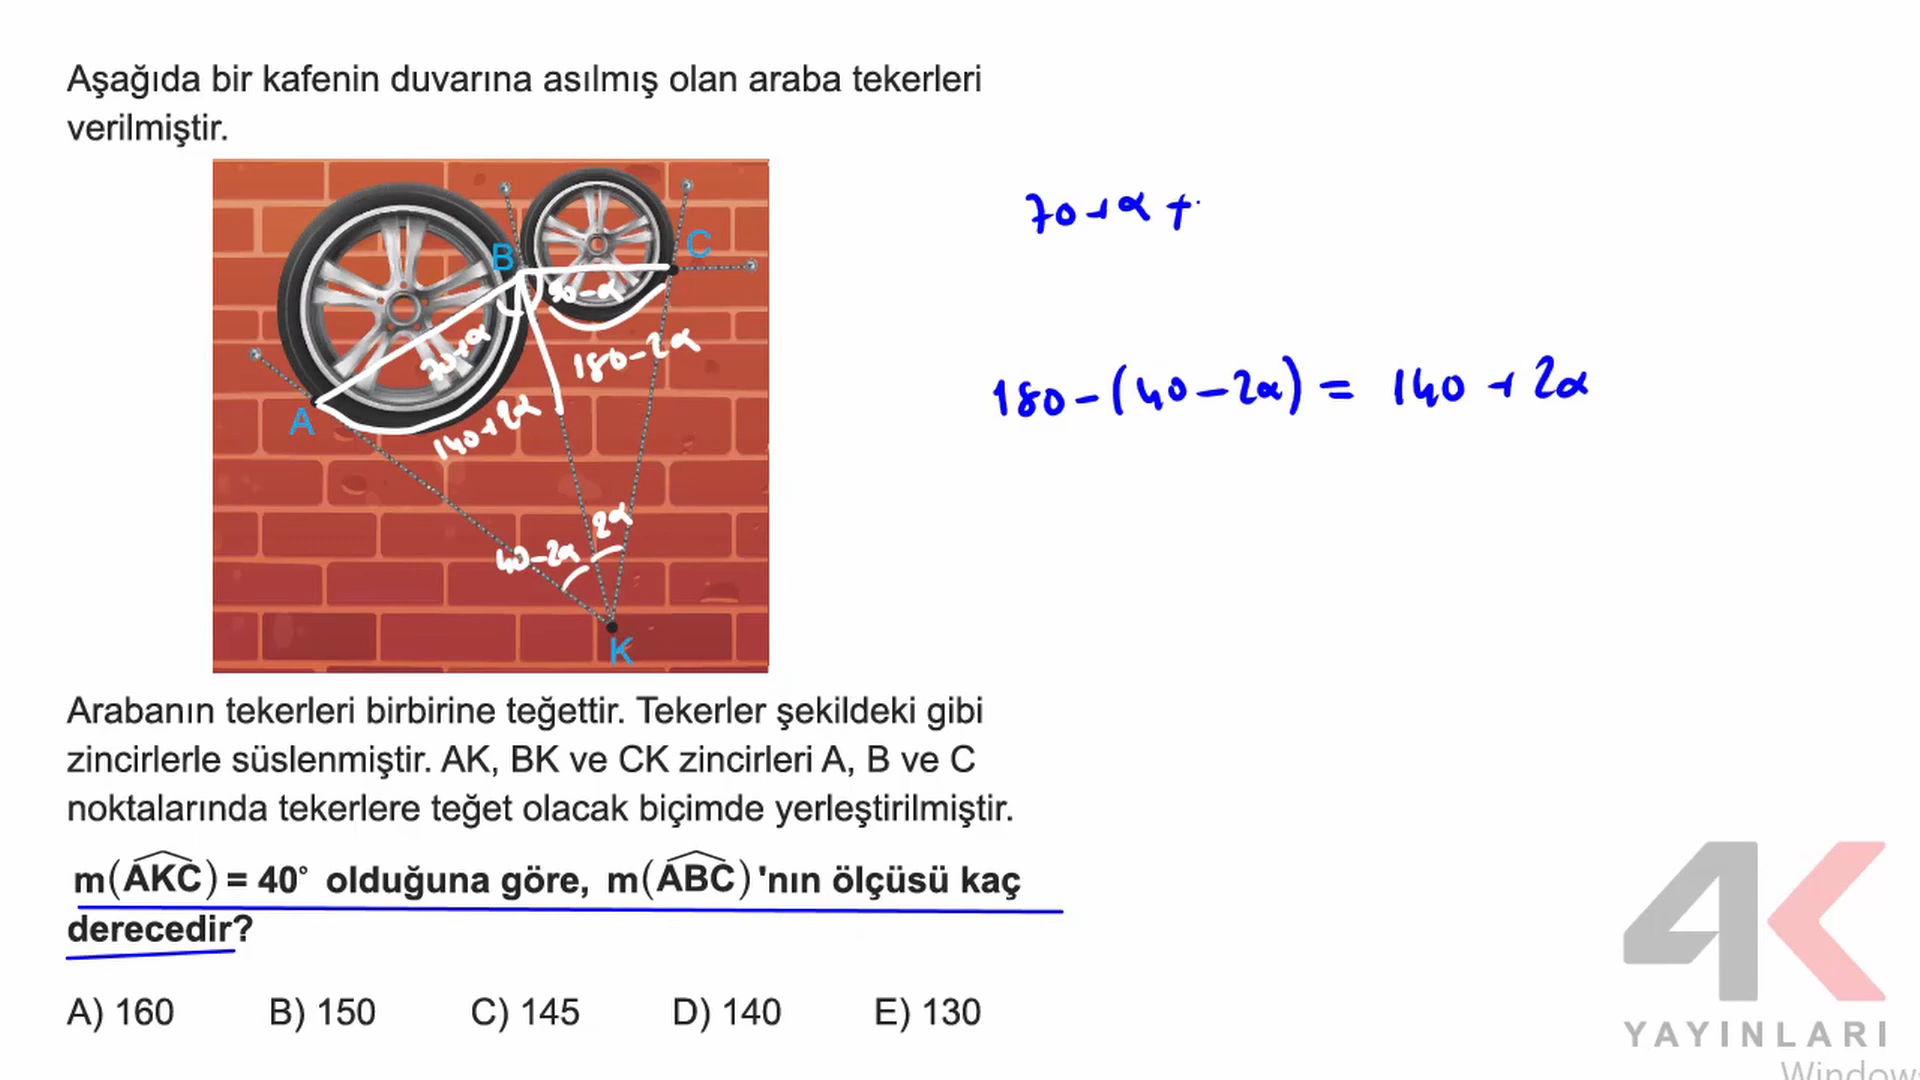 Aşağıda bir kafenin duvarına asılmış olan araba tekerleri
verilmiştir.
B
C
90-α
70+α
180-2α
A
140+2α
2α
40-2α
K
70+α +
180-(40-2α) = 140 + 2α
Arabanın tekerleri birbirine teğettir. Tekerler şekildeki gibi
zincirlerle süslenmiştir. AK, BK ve CK zincirleri A, B ve C
noktalarında tekerlere teğet olacak biçimde yerleştirilmiştir.
m(AKC) = 40° olduğuna göre, m(ABC)'nın ölçüsü kaç
derecedir?
A) 160 B) 150 C) 145 D) 140 E) 130
4K
YAYINLARI
Windows